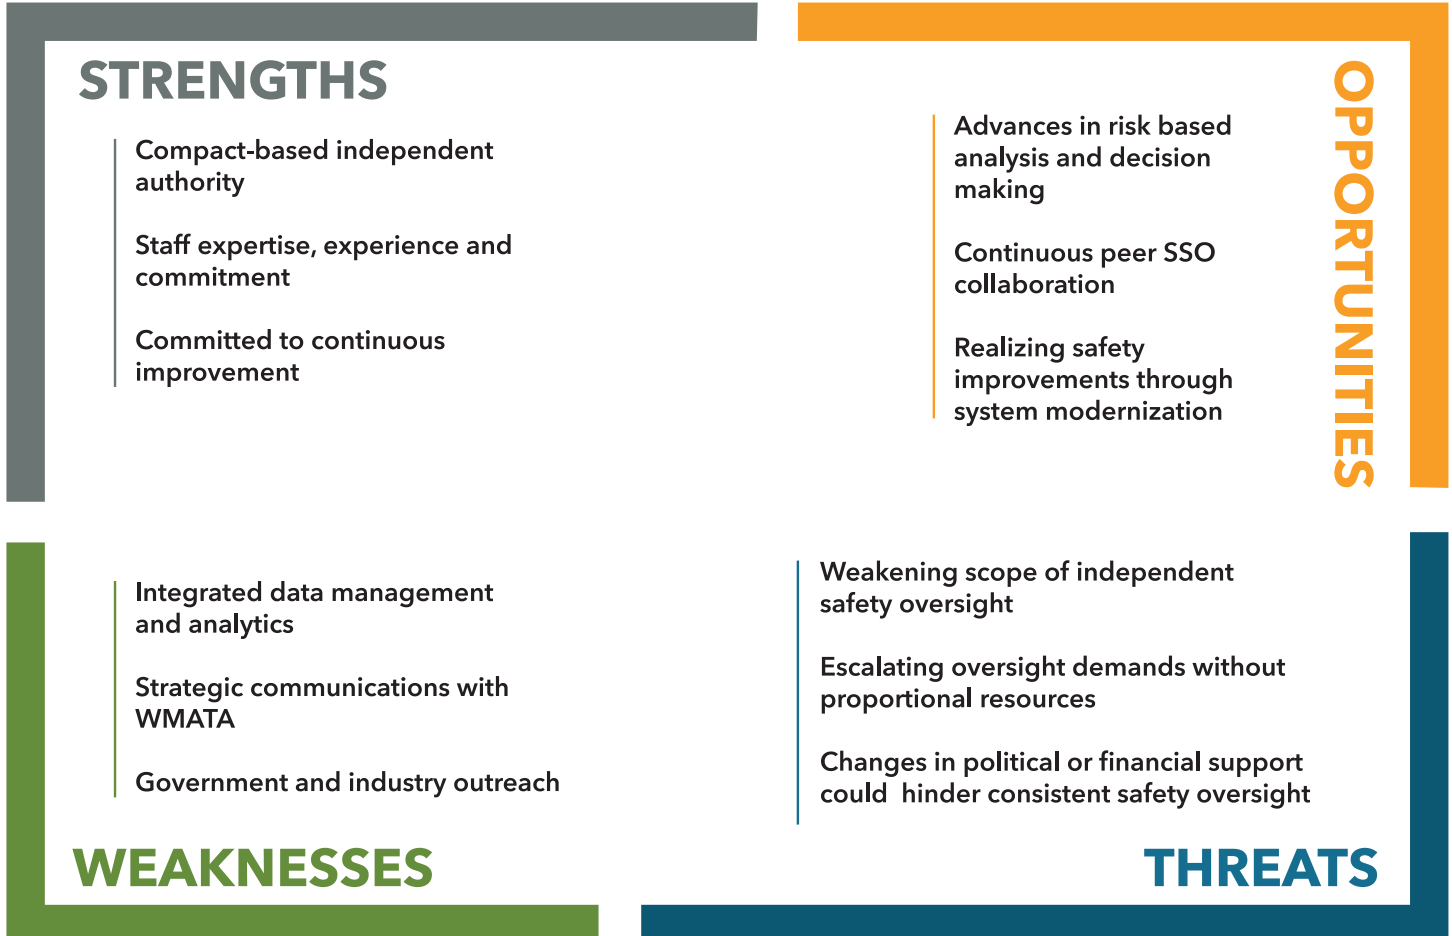 STRENGTHS
Compact-based independent
authority
Staff expertise, experience and
commitment
Committed to continuous
improvement
OPPORTUNITIES
Advances in risk based
analysis and decision
making
Continuous peer SSO
collaboration
Realizing safety
improvements through
system modernization
Integrated data management
and analytics
Strategic communications with
WMATA
Government and industry outreach
WEAKNESSES
Weakening scope of independent
safety oversight
Escalating oversight demands without
proportional resources
Changes in political or financial support
could  hinder consistent safety oversight
THREATS